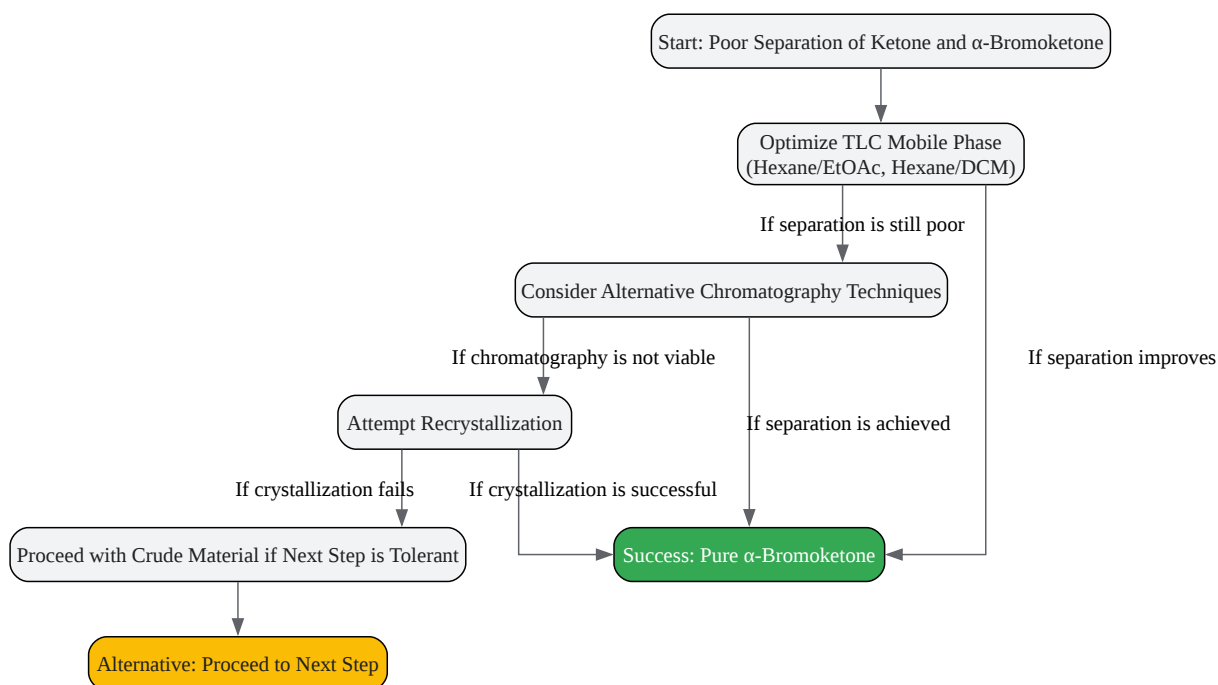 Start: Poor Separation of Ketone and α-Bromoketone
Optimize TLC Mobile Phase
(Hexane/EtOAc, Hexane/DCM)
If separation is still poor
Consider Alternative Chromatography Techniques
If chromatography is not viable
If separation improves
Attempt Recrystallization
If separation is achieved
If crystallization fails
If crystallization is successful
Proceed with Crude Material if Next Step is Tolerant
Success: Pure α-Bromoketone
Alternative: Proceed to Next Step